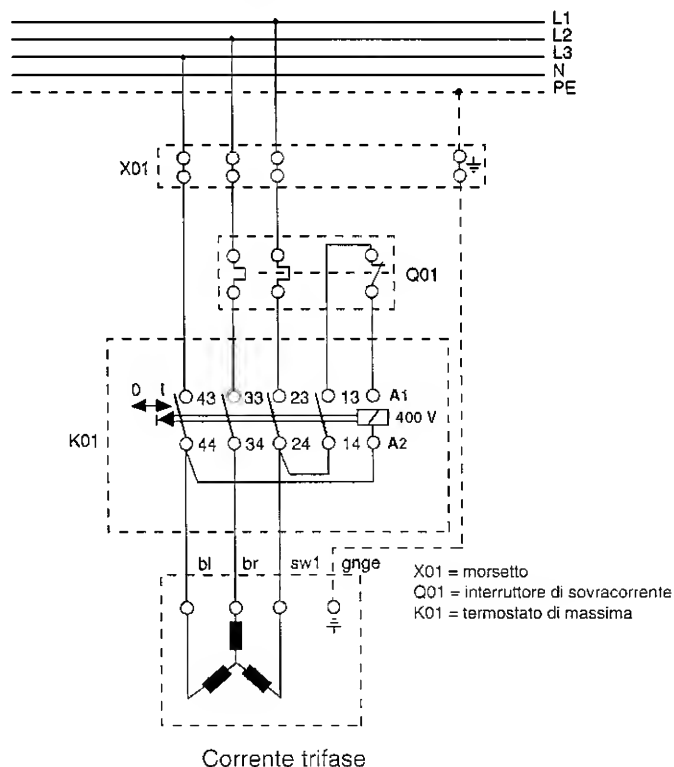 L1
L2
L3
N
PE
X01
Q01
0 I 43 33 23 13 A1
400 V
K01 44 34 24 14 A2
bl br sw1 gnge
X01 = morsetto
Q01 = interruttore di sovracorrente
K01 = termostato di massima
Corrente trifase